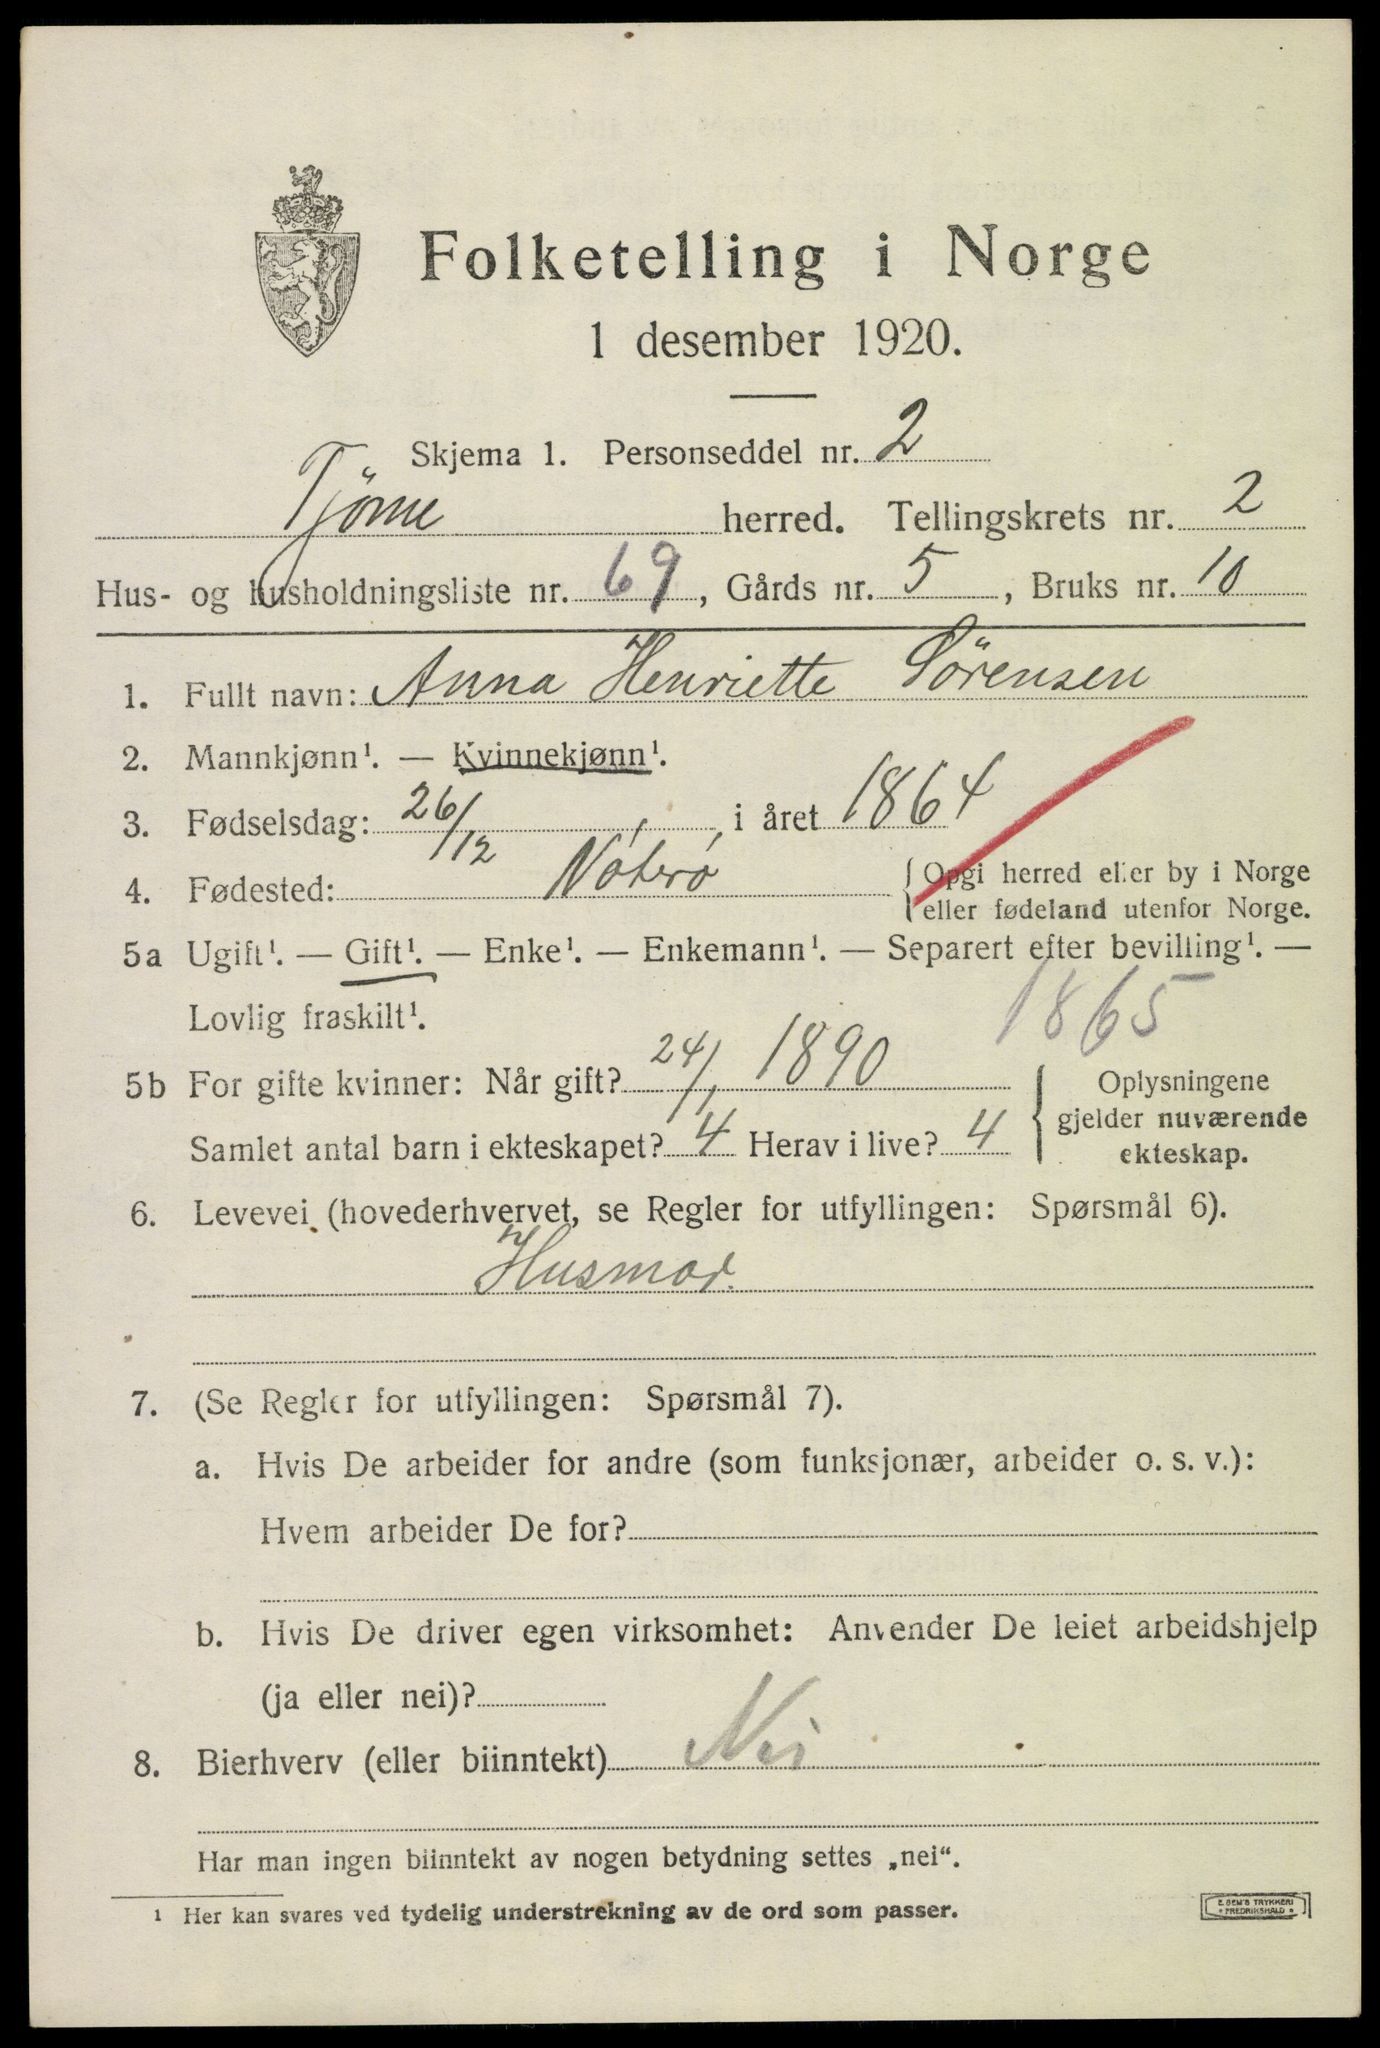 Folketelling i Norge
1 desember 1920.
Skjema 1. Personseddel nr. 2
Tjöme herred. Tellingskrets nr. 2
Hus- og husholdningsliste nr. 69, Gårds nr. 5, Bruks nr. 10
1. Fullt navn: Anna Henriette Sörensen
2. Mannkjønn¹. — Kvinnekjønn¹.
3. Fødselsdag: 26/12, i året 1864
4. Fødested: Nóteró {Opgi herred eller by i Norge
eller fødeland utenfor Norge.
5a Ugift¹. — Gift¹. — Enke¹. — Enkemann¹. — Separert efter bevilling¹. —
Lovlig fraskilt¹. 1865
5b For gifte kvinner: Når gift? 24/1 1890 {Oplysningene
gjelder nuværende
ekteskap.
Samlet antal barn i ekteskapet? 4 Herav i live? 4
6. Levevei (hovederhvervet, se Regler for utfyllingen: Spørsmål 6).
Husmor.
7. (Se Regler for utfyllingen: Spørsmål 7).
a. Hvis De arbeider for andre (som funksjonær, arbeider o. s. v.):
Hvem arbeider De for?
b. Hvis De driver egen virksomhet: Anvender De leiet arbeidshjelp
(ja eller nei)?
8. Bierhverv (eller biinntekt) Nei
Har man ingen biinntekt av nogen betydning settes „nei“.
¹ Her kan svares ved tydelig understrekning av de ord som passer.
E. SEM'S TRYKKERI
• FREDRIKSHALD •